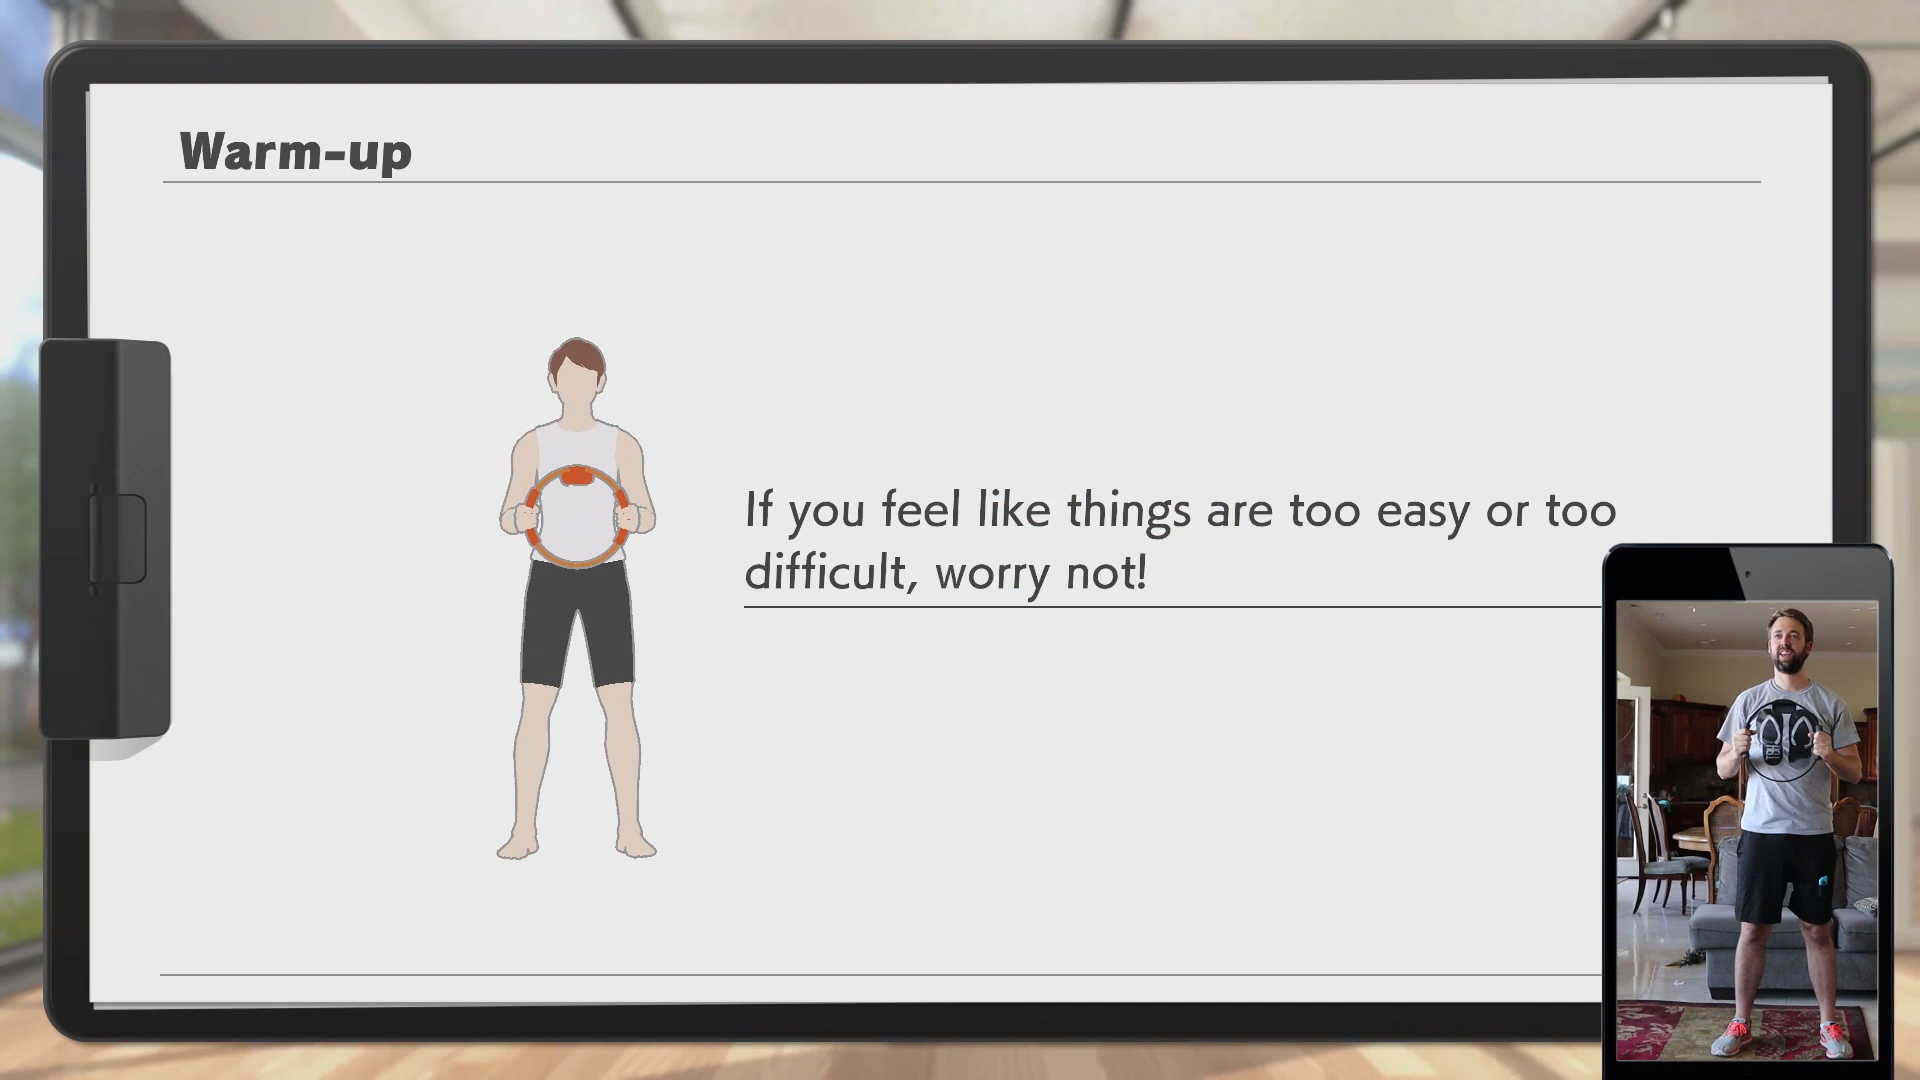 Warm-up
If you feel like things are too easy or too
difficult, worry not!